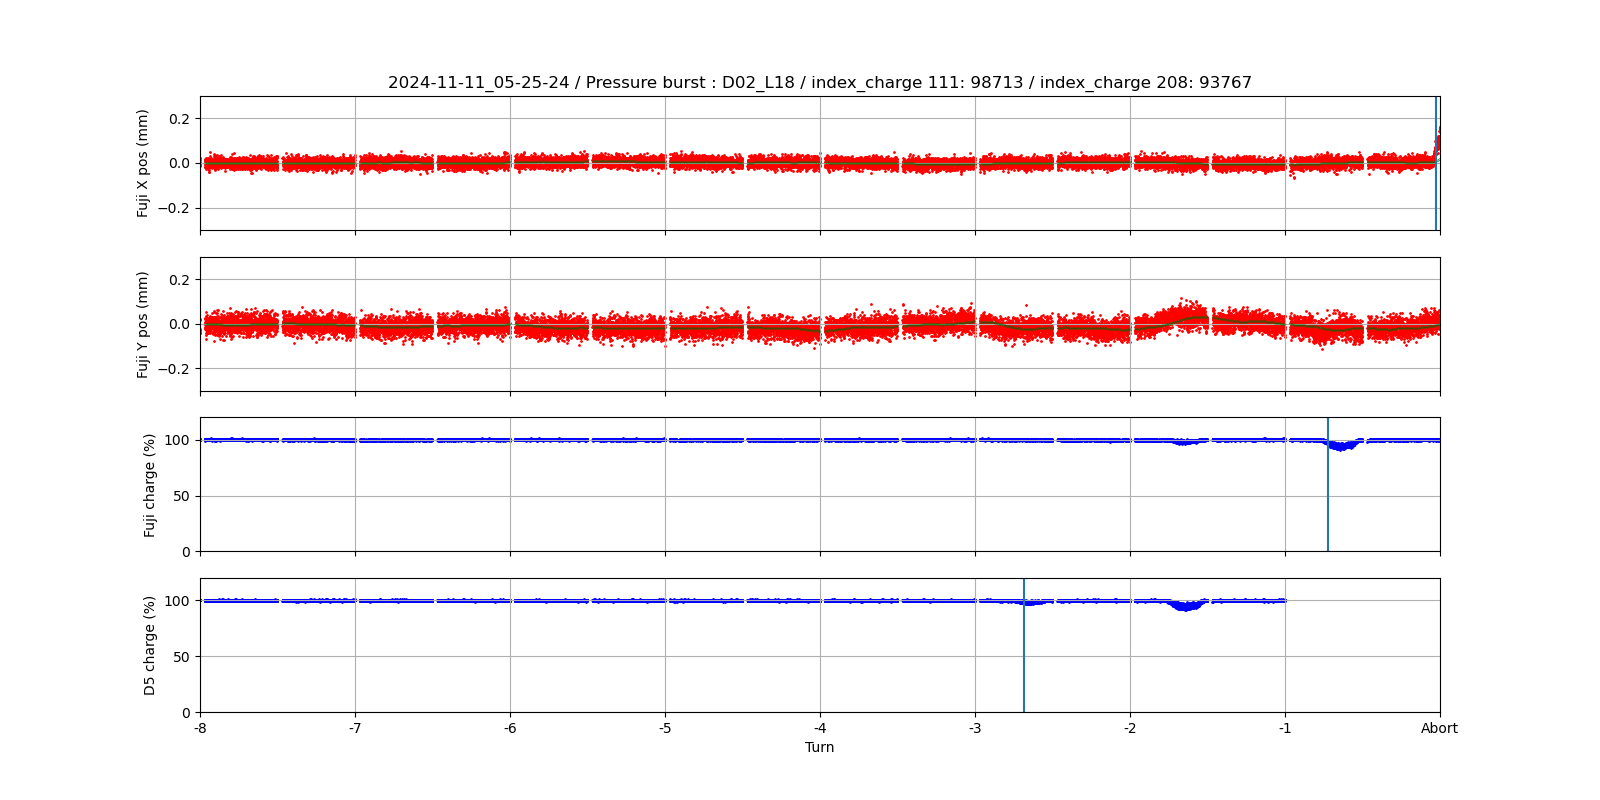 2024-11-11_05-25-24 / Pressure burst : D02_L18 / index_charge 111: 98713 / index_charge 208: 93767
Fuji X pos (mm)
0.2
0.0
−0.2
Fuji Y pos (mm)
0.2
0.0
−0.2
Fuji charge (%)
100
50
0
D5 charge (%)
100
50
0
-8 -7 -6 -5 -4 -3 -2 -1 Abort
Turn